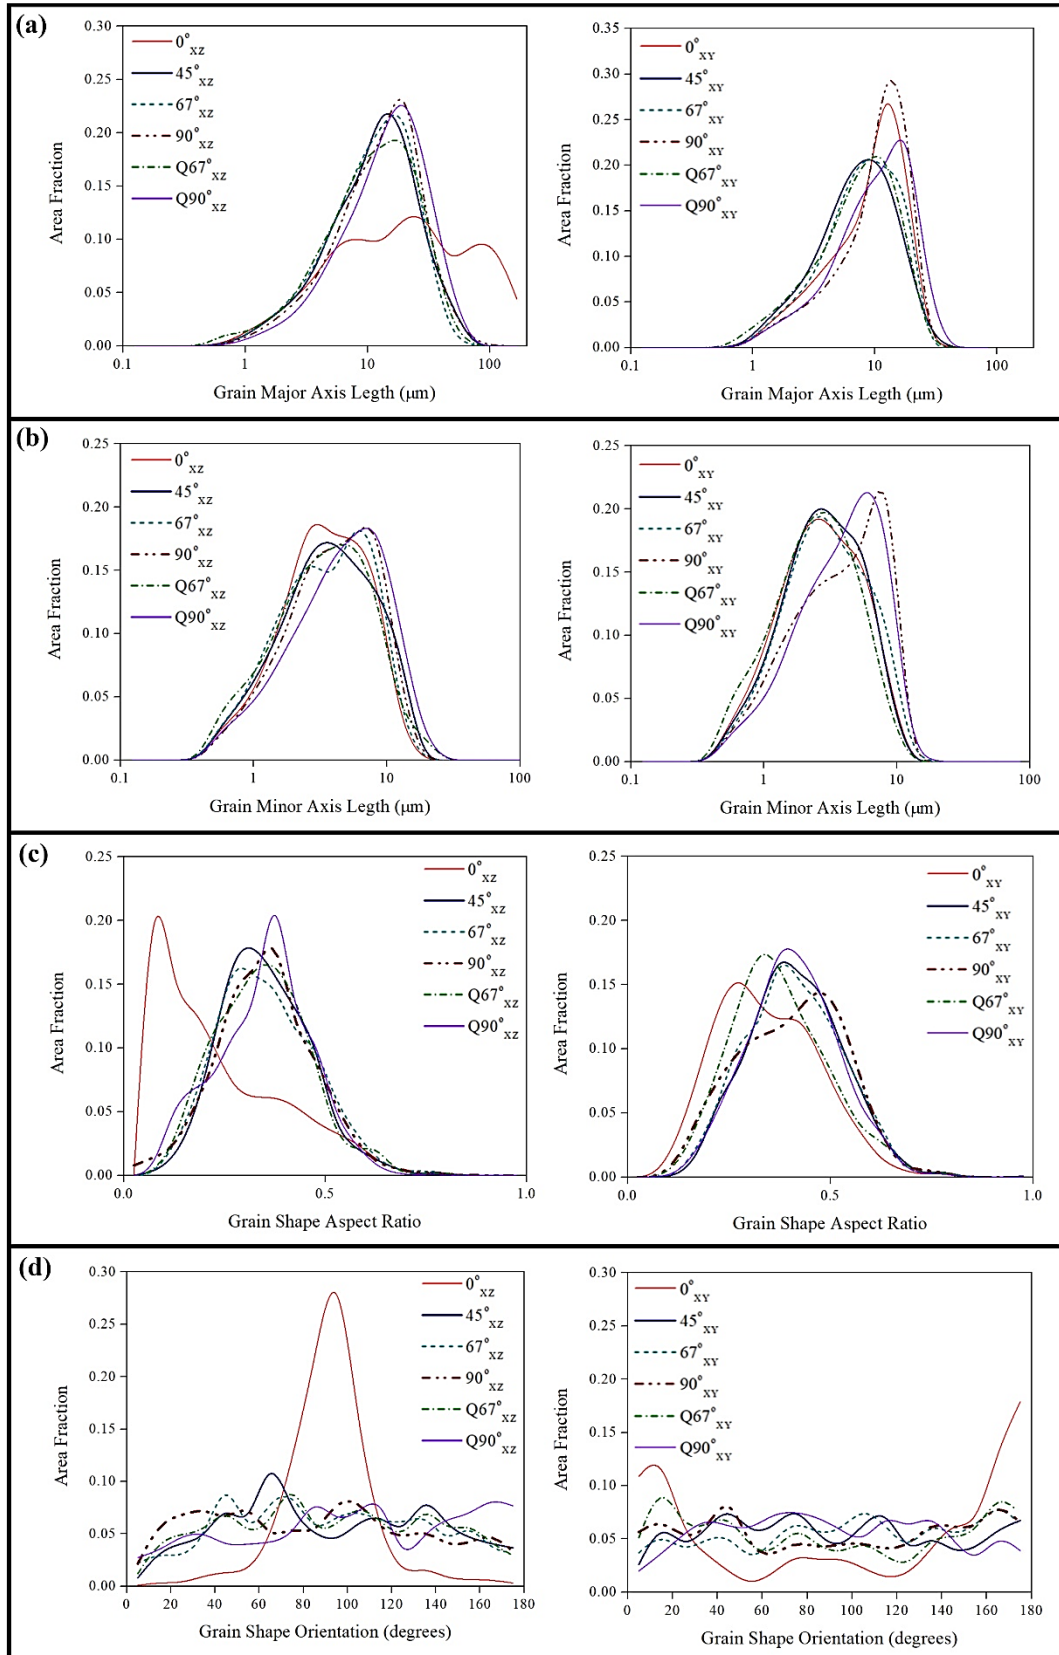 (a)
0.30
0.25
0.20
0.15
0.10
0.05
0.00
Area Fraction
0°XZ
45°XZ
67°XZ
90°XZ
Q67°XZ
Q90°XZ
0.1 1 10 100
Grain Major Axis Legth (μm)
0.35
0.30
0.25
0.20
0.15
0.10
0.05
0.00
Area Fraction
0°XY
45°XY
67°XY
90°XY
Q67°XY
Q90°XY
1 10 100
Grain Major Axis Legth (μm)
(b)
0.25
0.20
0.15
0.10
0.05
0.00
Area Fraction
0°XZ
45°XZ
67°XZ
90°XZ
Q67°XZ
Q90°XZ
0.1 1 10 100
Grain Minor Axis Legth (μm)
0.25
0.20
0.15
0.10
0.05
0.00
Area Fraction
0°XY
45°XY
67°XY
90°XY
Q67°XY
Q90°XY
0.1 1 10 100
Grain Minor Axis Legth (μm)
(c)
0.25
0.20
0.15
0.10
0.05
0.00
Area Fraction
0°XZ
45°XZ
67°XZ
90°XZ
Q67°XZ
Q90°XZ
0.0 0.5 1.0
Grain Shape Aspect Ratio
0.25
0.20
0.15
0.10
0.05
0.00
Area Fraction
0°XY
45°XY
67°XY
90°XY
Q67°XY
Q90°XY
0.0 0.5 1.0
Grain Shape Aspect Ratio
(d)
0.30
0.25
0.20
0.15
0.10
0.05
0.00
Area Fraction
0°XZ
45°XZ
67°XZ
90°XZ
Q67°XZ
Q90°XZ
0 20 40 60 80 100 120 140 160 180
Grain Shape Orientation (degrees)
0.30
0.25
0.20
0.15
0.10
0.05
0.00
Area Fraction
0°XY
45°XY
67°XY
90°XY
Q67°XY
Q90°XY
0 20 40 60 80 100 120 140 160 180
Grain Shape Orientation (degrees)